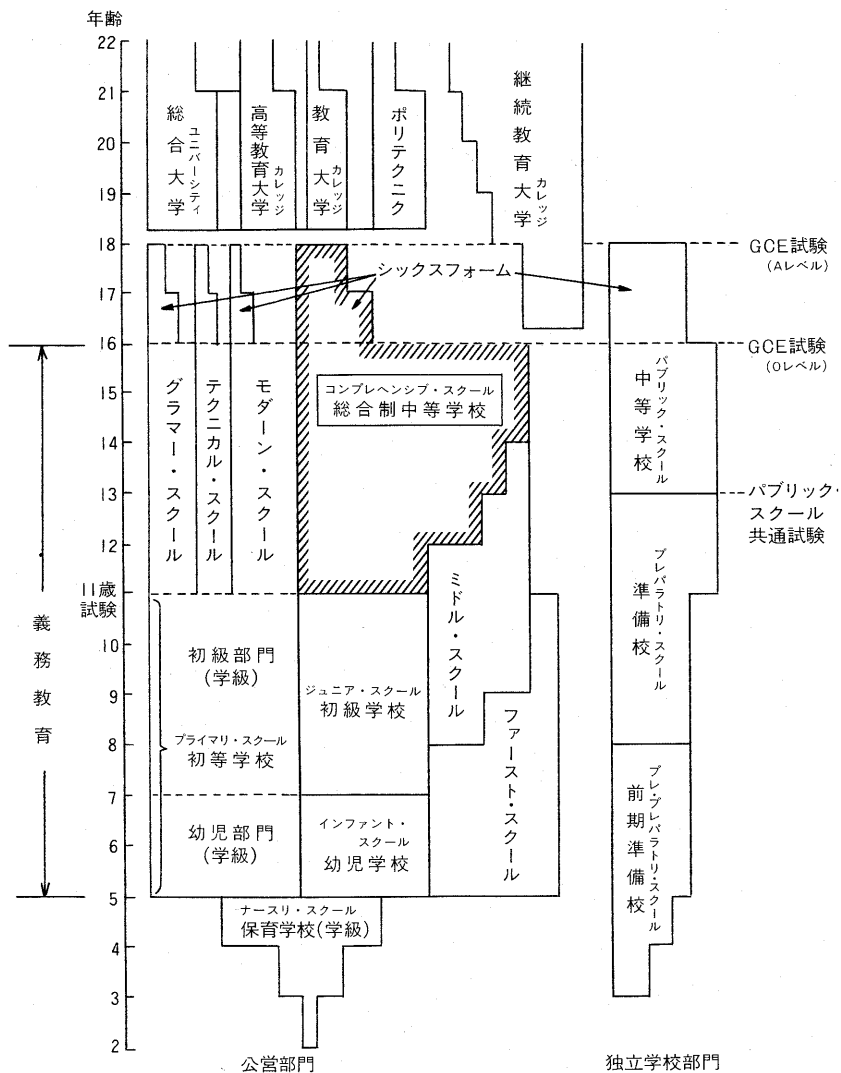 年齢
22
21
20
19
18
17
16
15
14
13
12
11歳
試験
10
9
8
7
6
5
4
3
2
義務教育
総合大学
ユニバーシティ
高等教育大学
カレッジ
教育大学
カレッジ
ポリテクニク
継続教育大学
カレッジ
GCE試験
(Aレベル)
シックスフォーム
GCE試験
(Oレベル)
グラマー・スクール
テクニカル・スクール
モダーン・スクール
コンプレヘンシブ・スクール
総合制中等学校
パブリック・スクール
中等学校
パブリック・
スクール
共通試験
ミドル・スクール
プレパラトリ・スクール
準備校
初級部門
(学級)
プライマリ・スクール
初等学校
幼児部門
(学級)
ジュニア・スクール
初級学校
インファント・
スクール
幼児学校
ファースト・スクール
プレ・プレパラトリ・スクール
前期準備校
ナースリ・スクール
保育学校(学級)
公営部門
独立学校部門